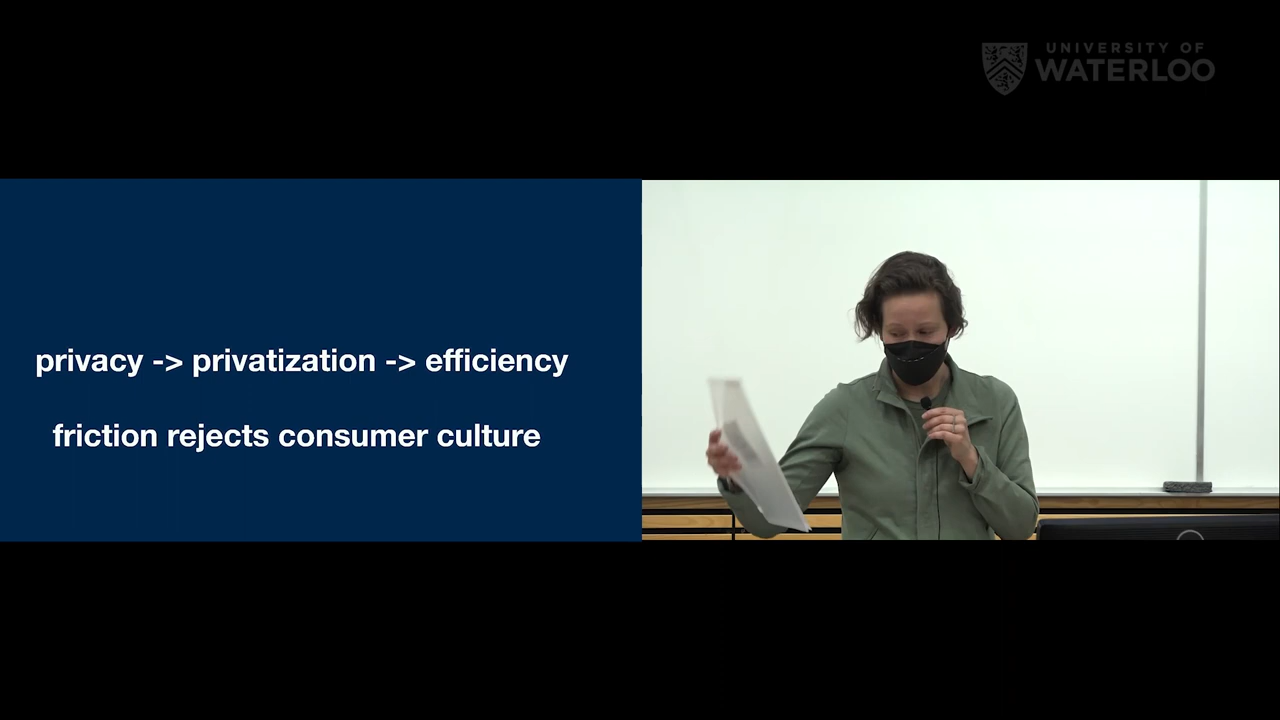 UNIVERSITY OF
WATERLOO
privacy -> privatization -> efficiency
friction rejects consumer culture